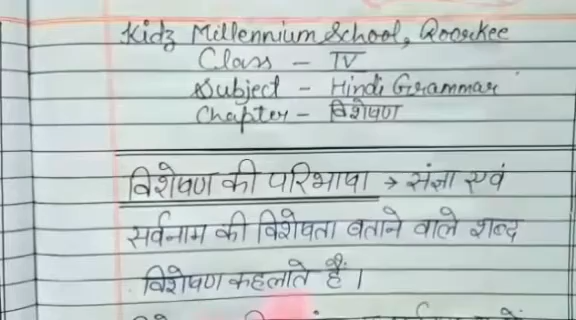 Kidz Millennium School, Roorkee
Class - IV
Subject - Hindi Grammar
Chapter - विशेषण
विशेषण की परिभाषा → संज्ञा एवं
सर्वनाम की विशेषता बताने वाले शब्द
विशेषण कहलाते हैं।